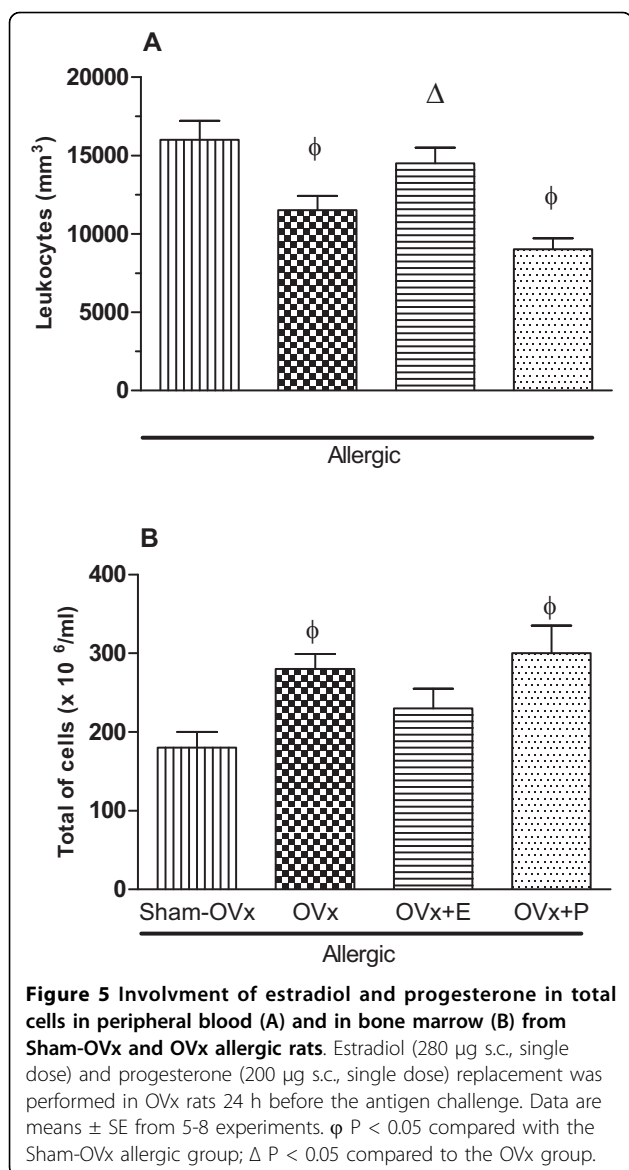 A
20000
15000
10000
5000
0
Leukocytes (mm³)
ϕ
Δ
ϕ
Allergic
B
400
300
200
100
0
Total of cells (x 10 ⁶/ml)
ϕ
ϕ
Sham-OVx OVx OVx+E OVx+P
Allergic
Figure 5 Involvment of estradiol and progesterone in total
cells in peripheral blood (A) and in bone marrow (B) from
Sham-OVx and OVx allergic rats. Estradiol (280 μg s.c., single
dose) and progesterone (200 μg s.c., single dose) replacement was
performed in OVx rats 24 h before the antigen challenge. Data are
means ± SE from 5-8 experiments. φ P < 0.05 compared with the
Sham-OVx allergic group; Δ P < 0.05 compared to the OVx group.